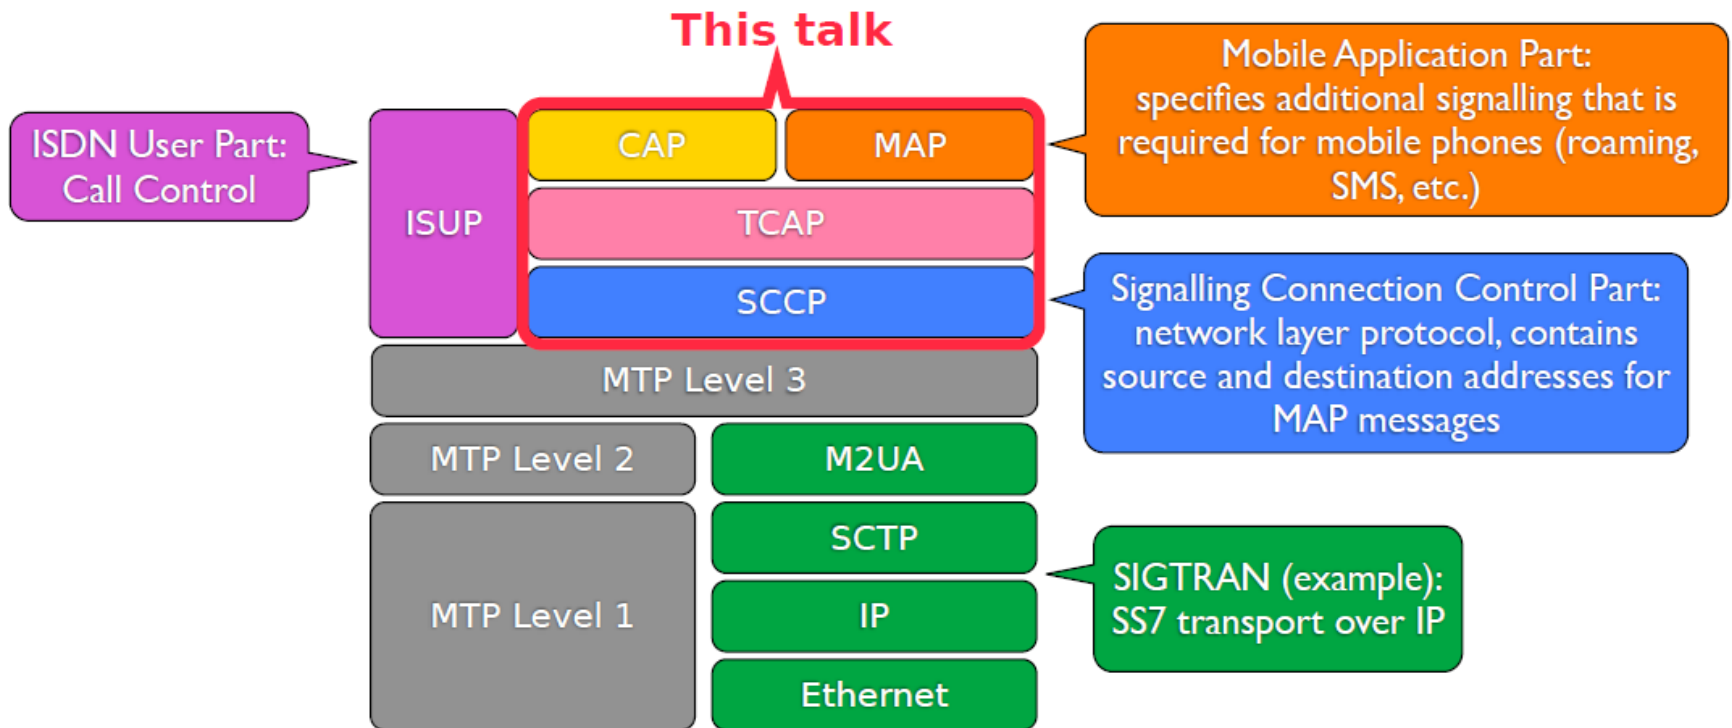 This talk
ISDN User Part:
Call Control
ISUP
CAP
MAP
TCAP
SCCP
MTP Level 3
MTP Level 2
M2UA
MTP Level 1
SCTP
IP
Ethernet
Mobile Application Part:
specifies additional signalling that is
required for mobile phones (roaming,
SMS, etc.)
Signalling Connection Control Part:
network layer protocol, contains
source and destination addresses for
MAP messages
SIGTRAN (example):
SS7 transport over IP